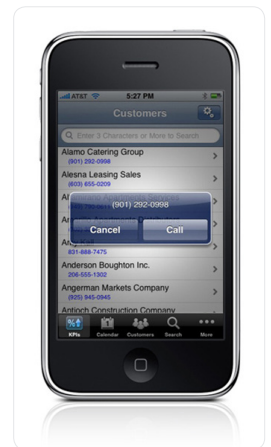 AT&T 5:27 PM
Customers
Enter 3 Characters or More to Search
Alamo Catering Group
(901) 292-0998
Alesna Leasing Sales
(603) 655-0209
(901) 292-0998
Cancel Call
831-888-7475
Anderson Boughton Inc.
206-555-1302
Angerman Markets Company
(925) 945-0945
Antioch Construction Company
KPIs Calendar Customers Search More